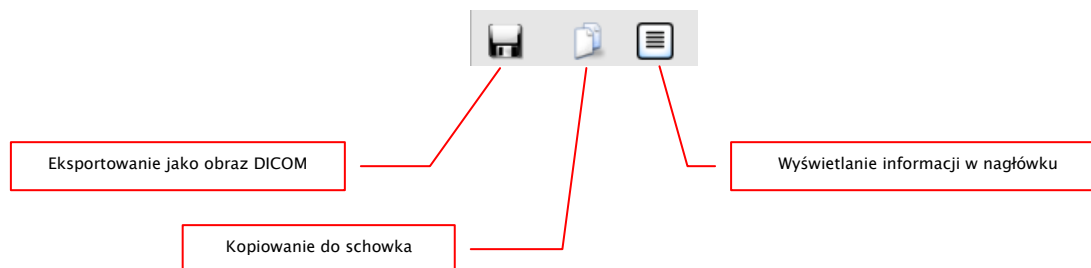 Eksportowanie jako obraz DICOM
Wyświetlanie informacji w nagłówku
Kopiowanie do schowka